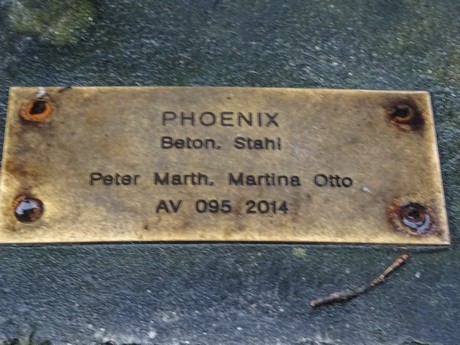 PHOENIX
Beton. Stahl
Peter Marth. Martina Otto
AV 095 2014